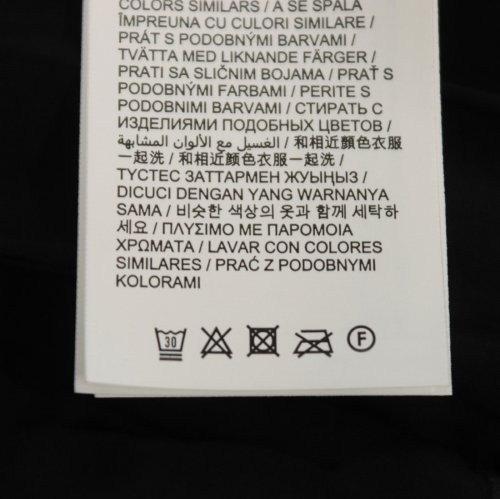 COLORS SIMILARS / A SE SPĂLA
ÎMPREUNA CU CULORI SIMILARE /
PRÁT S PODOBNÝMI BARVAMI /
TVÄTTA MED LIKNANDE FÄRGER /
PRATI SA SLIČNIM BOJAMA / PRAŤ S
PODOBNÝMI FARBAMI / PERITE S
PODOBNIMI BARVAMI / СТИРАТЬ С
ИЗДЕЛИЯМИ ПОДОБНЫХ ЦВЕТОВ /
الغسيل مع الألوان المشابهة / 和相近顏色衣服
一起洗 / 和相近颜色衣服一起洗 /
ТҮСТЕС ЗАТТАРМЕН ЖУЫҢЫЗ /
DICUCI DENGAN YANG WARNANYA
SAMA / 비슷한 색상의 옷과 함께 세탁하
세요 / ΠΛΥΣΙΜΟ ΜΕ ΠΑΡΟΜΟΙΑ
ΧΡΩΜΑΤΑ / LAVAR CON COLORES
SIMILARES / PRAĆ Z PODOBNYMI
KOLORAMI
30 F